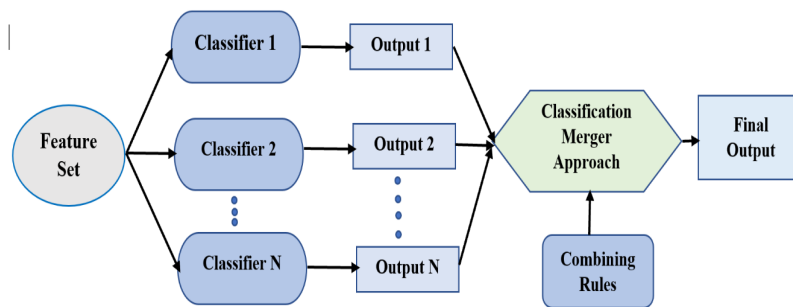 Feature
Set
Classifier 1
Output 1
Classifier 2
Output 2
Classifier N
Output N
Classification
Merger
Approach
Combining
Rules
Final
Output